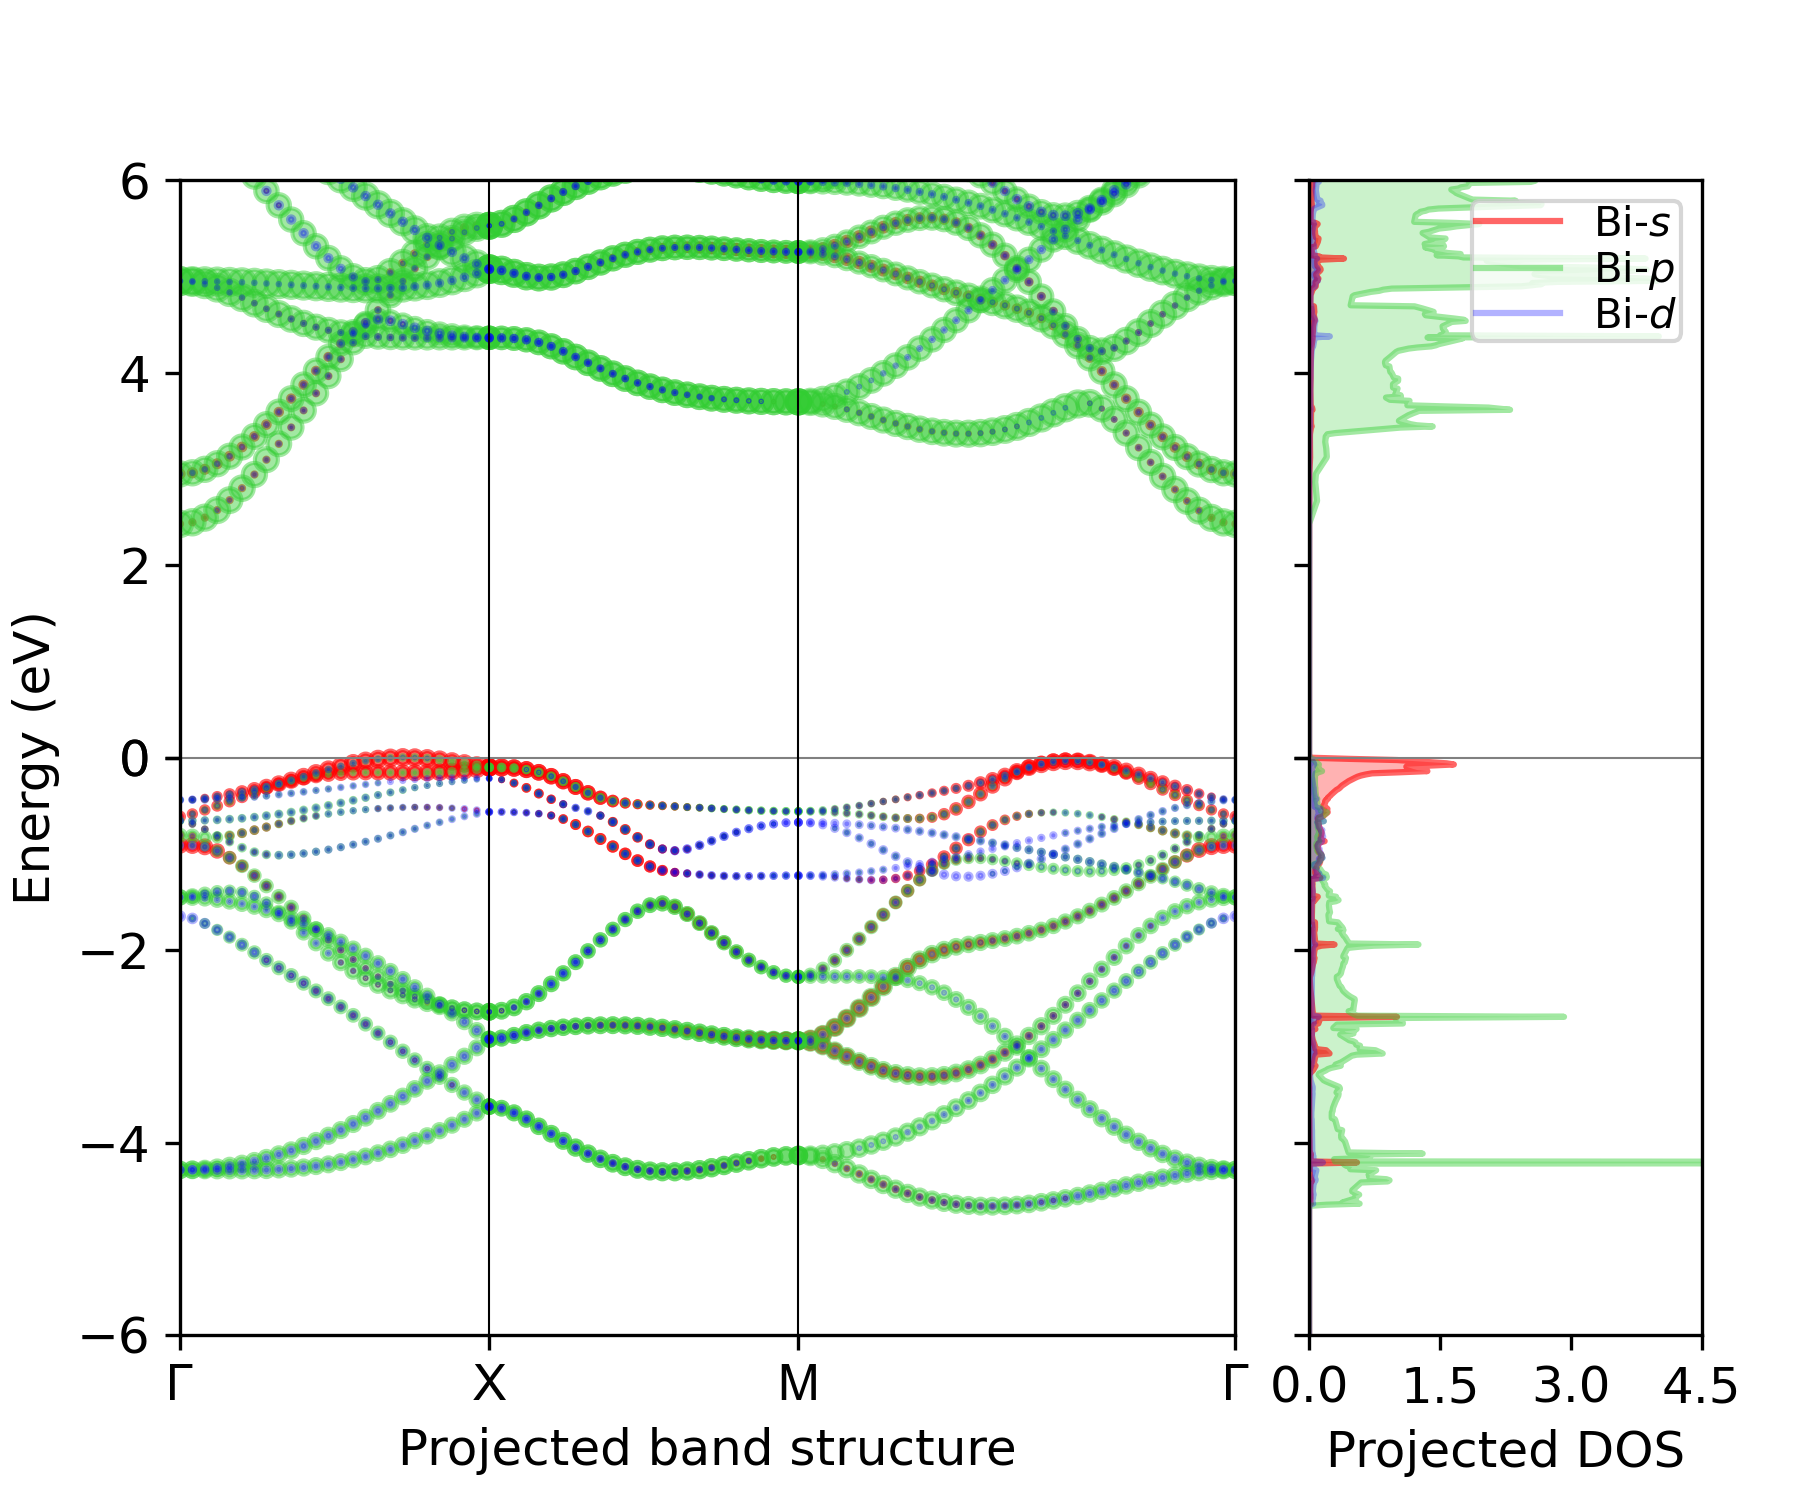 Energy (eV)
6
4
2
0
−2
−4
−6
Γ X M Γ
Projected band structure
Bi-s
Bi-p
Bi-d
0.0 1.5 3.0 4.5
Projected DOS